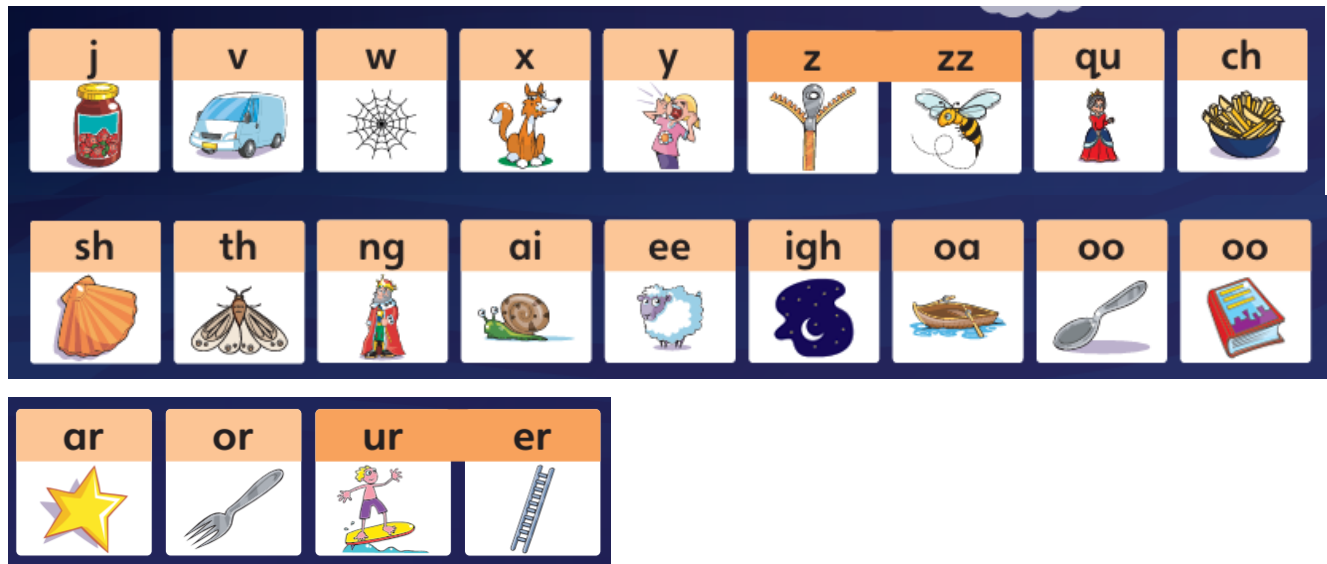 j v w x y z zz qu ch
sh th ng ai ee igh oa oo oo
ar or ur er